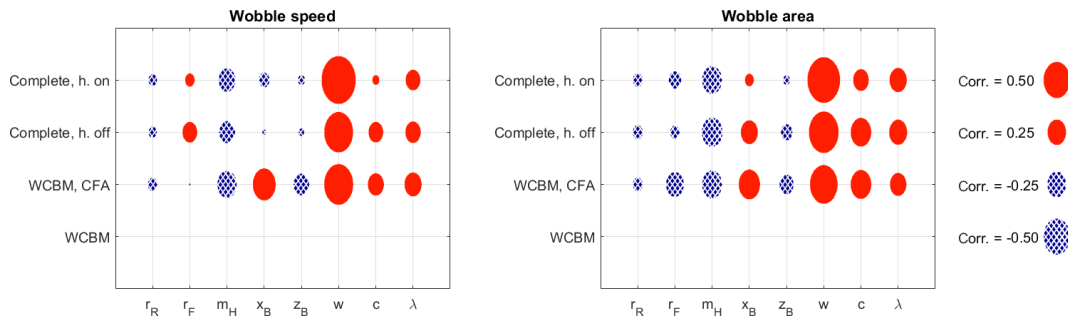 Wobble speed
Complete, h. on
Complete, h. off
WCBM, CFA
WCBM
r_R r_F m_H x_B z_B w c λ
Wobble area
Complete, h. on
Complete, h. off
WCBM, CFA
WCBM
r_R r_F m_H x_B z_B w c λ
Corr. = 0.50
Corr. = 0.25
Corr. = -0.25
Corr. = -0.50